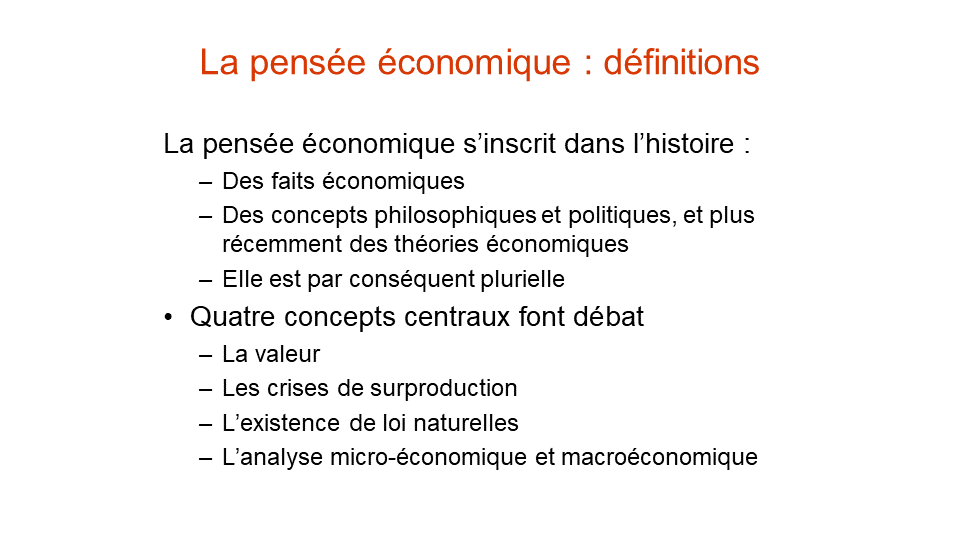 La pensée économique : définitions
La pensée économique s’inscrit dans l’histoire :
– Des faits économiques
– Des concepts philosophiques et politiques, et plus
récemment des théories économiques
– Elle est par conséquent plurielle
• Quatre concepts centraux font débat
– La valeur
– Les crises de surproduction
– L’existence de loi naturelles
– L’analyse micro-économique et macroéconomique